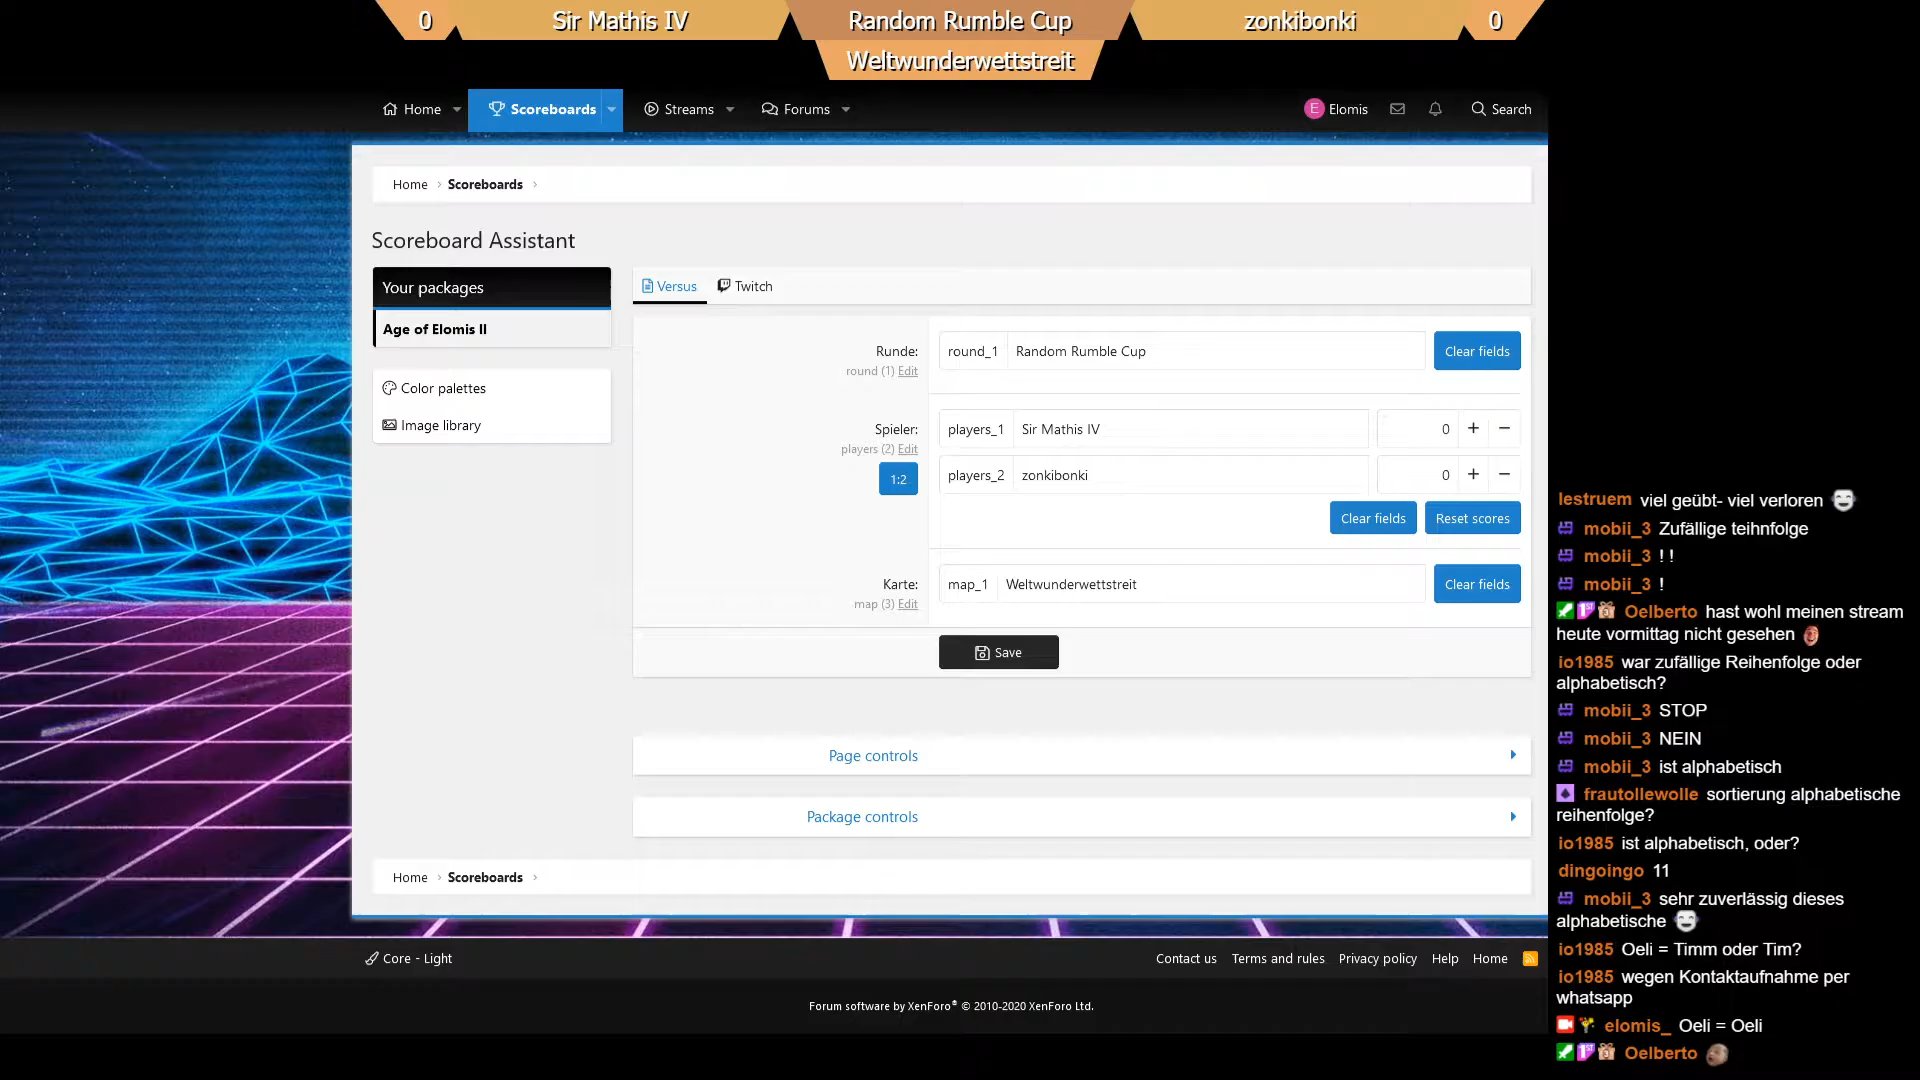 0 Sir Mathis IV Random Rumble Cup zonkibonki 0
Weltwunderwettstreit
Home Scoreboards Streams Forums E Elomis Search
Home › Scoreboards ›
Scoreboard Assistant
Your packages
Age of Elomis II
Color palettes
Image library
Versus Twitch
Runde: round_1 Random Rumble Cup Clear fields
round (1) Edit
Spieler: players_1 Sir Mathis IV 0 + −
players (2) Edit
1:2 players_2 zonkibonki 0 + −
Clear fields Reset scores
Karte: map_1 Weltwunderwettstreit Clear fields
map (3) Edit
Save
Page controls
Package controls
Home › Scoreboards ›
Core - Light Contact us Terms and rules Privacy policy Help Home
Forum software by XenForo® © 2010-2020 XenForo Ltd.
lestruem viel geübt- viel verloren
mobii_3 Zufällige teihnfolge
mobii_3 ! !
mobii_3 !
Oelberto hast wohl meinen stream
heute vormittag nicht gesehen
io1985 war zufällige Reihenfolge oder
alphabetisch?
mobii_3 STOP
mobii_3 NEIN
mobii_3 ist alphabetisch
frautollewolle sortierung alphabetische
reihenfolge?
io1985 ist alphabetisch, oder?
dingoingo 11
mobii_3 sehr zuverlässig dieses
alphabetische
io1985 Oeli = Timm oder Tim?
io1985 wegen Kontaktaufnahme per
whatsapp
elomis_ Oeli = Oeli
Oelberto